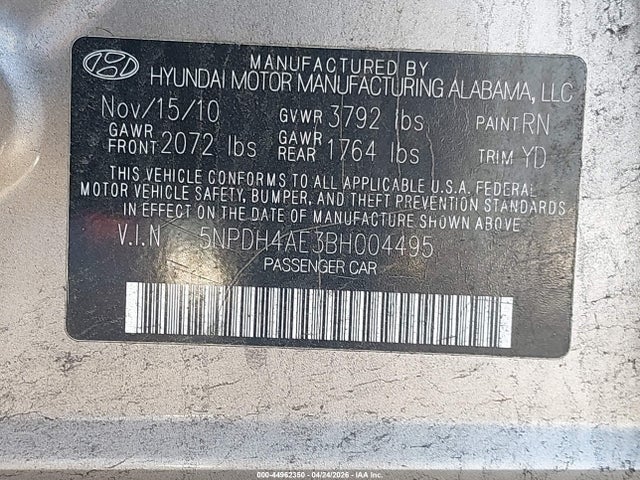 MANUFACTURED BY
HYUNDAI MOTOR MANUFACTURING ALABAMA, LLC
Nov/15/10 GVWR 3792 lbs PAINT RN
GAWR FRONT 2072 lbs GAWR REAR 1764 lbs TRIM YD
THIS VEHICLE CONFORMS TO ALL APPLICABLE U.S.A. FEDERAL
MOTOR VEHICLE SAFETY, BUMPER, AND THEFT PREVENTION STANDARDS
IN EFFECT ON THE DATE OF MANUFACTURE SHOWN ABOVE
V.I.N 5NPDH4AE3BH004495
PASSENGER CAR
000-44962350 - 04/24/2026 - IAA Inc.